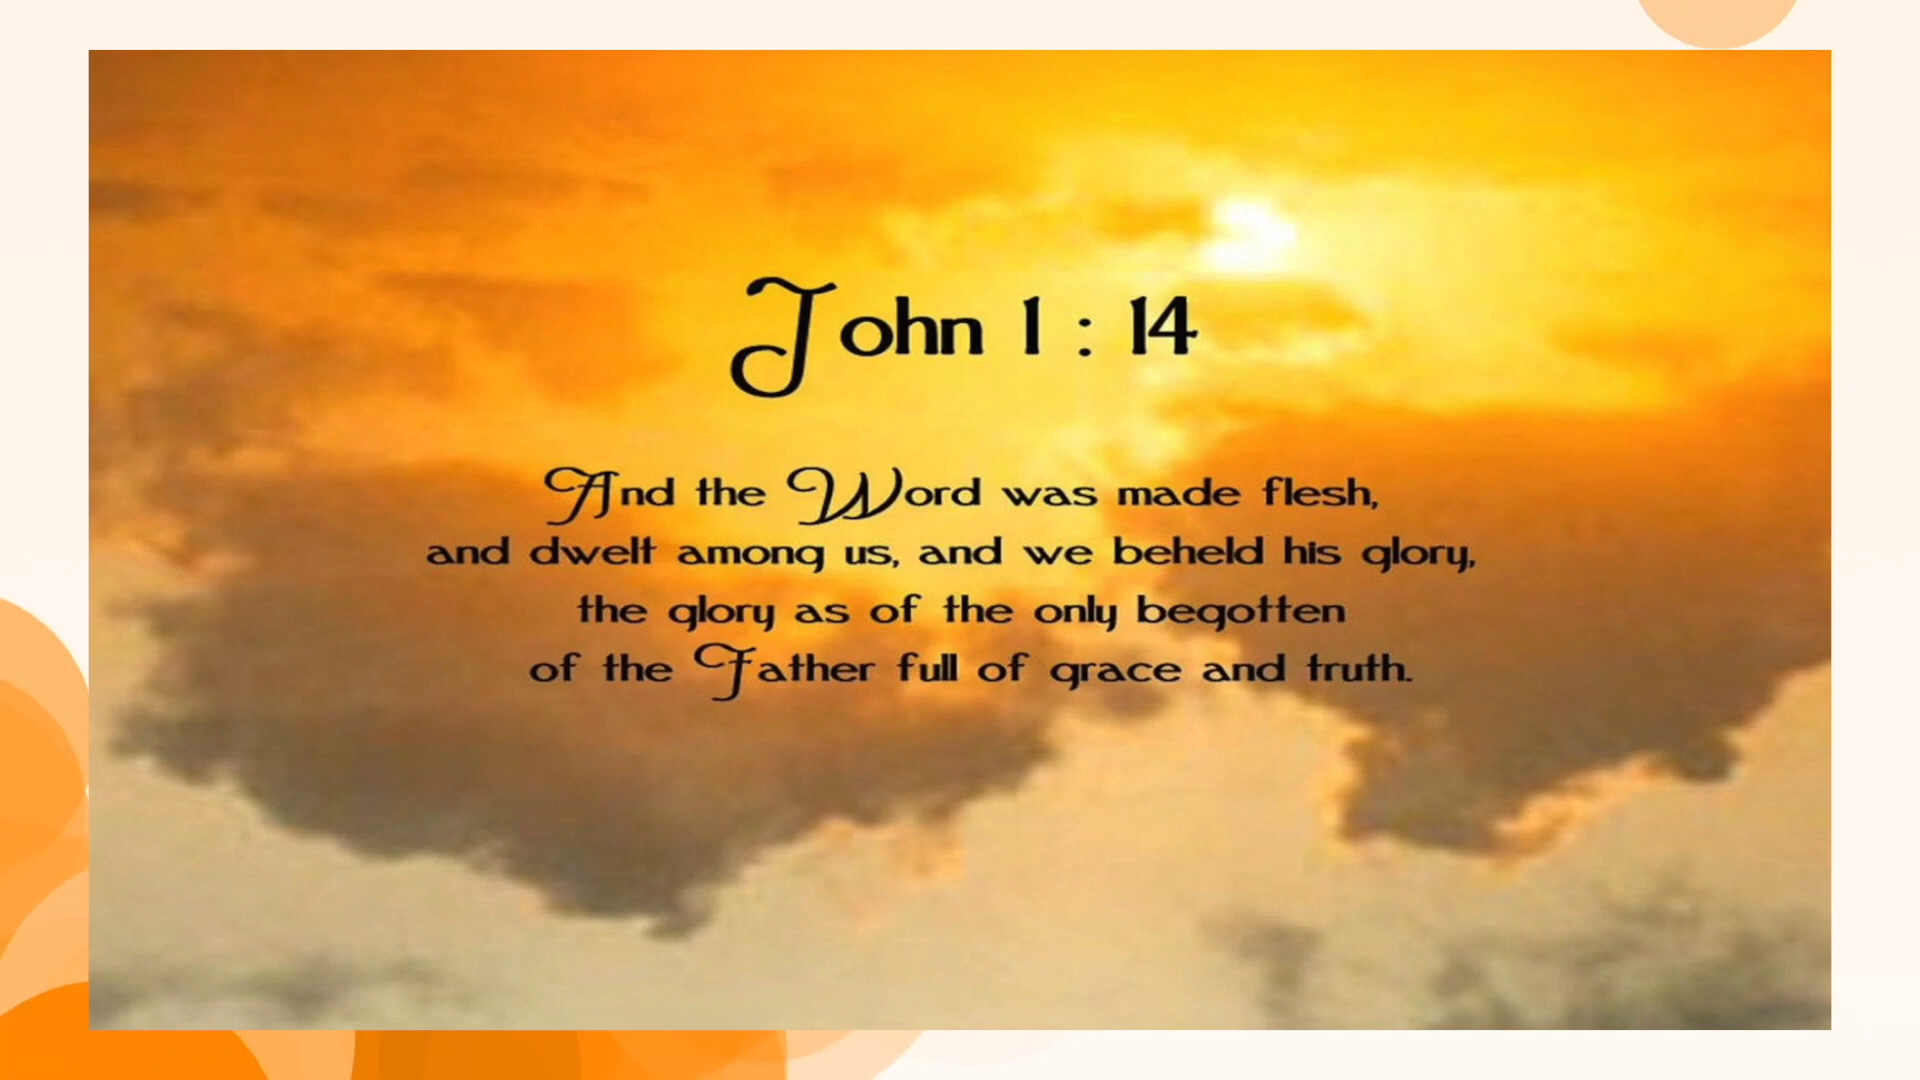 John 1 : 14
And the Word was made flesh,
and dwelt among us, and we beheld his glory,
the glory as of the only begotten
of the Father full of grace and truth.